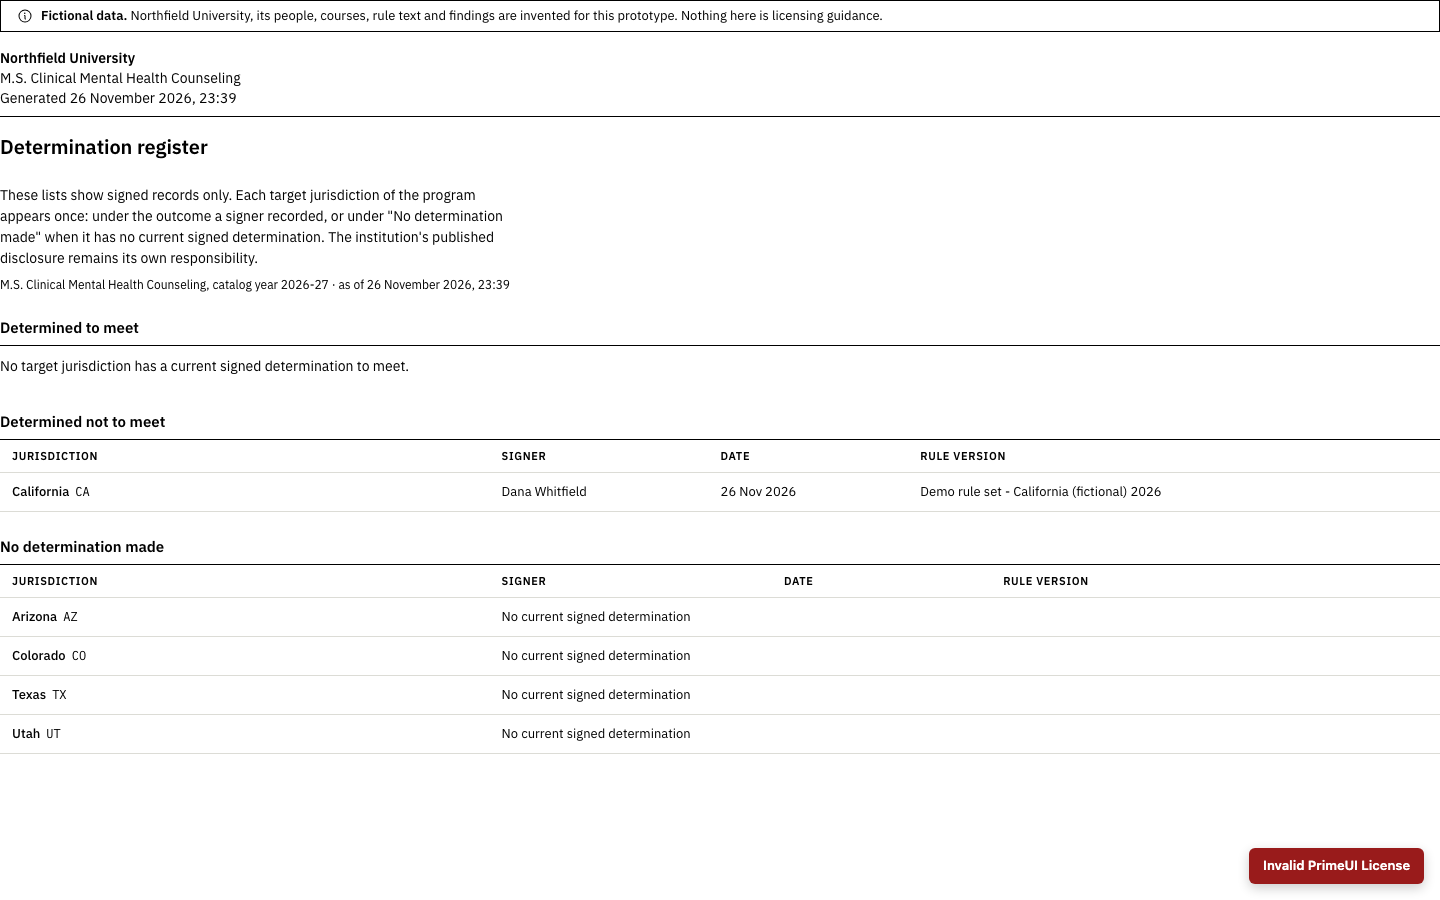 Fictional data. Northfield University, its people, courses, rule text and findings are invented for this prototype. Nothing here is licensing guidance.
Northfield University
M.S. Clinical Mental Health Counseling
Generated 26 November 2026, 23:39
Determination register
These lists show signed records only. Each target jurisdiction of the program
appears once: under the outcome a signer recorded, or under "No determination
made" when it has no current signed determination. The institution's published
disclosure remains its own responsibility.
M.S. Clinical Mental Health Counseling, catalog year 2026-27 · as of 26 November 2026, 23:39
Determined to meet
No target jurisdiction has a current signed determination to meet.
Determined not to meet
JURISDICTION SIGNER DATE RULE VERSION
California CA Dana Whitfield 26 Nov 2026 Demo rule set - California (fictional) 2026
No determination made
JURISDICTION SIGNER DATE RULE VERSION
Arizona AZ No current signed determination
Colorado CO No current signed determination
Texas TX No current signed determination
Utah UT No current signed determination
Invalid PrimeUI License